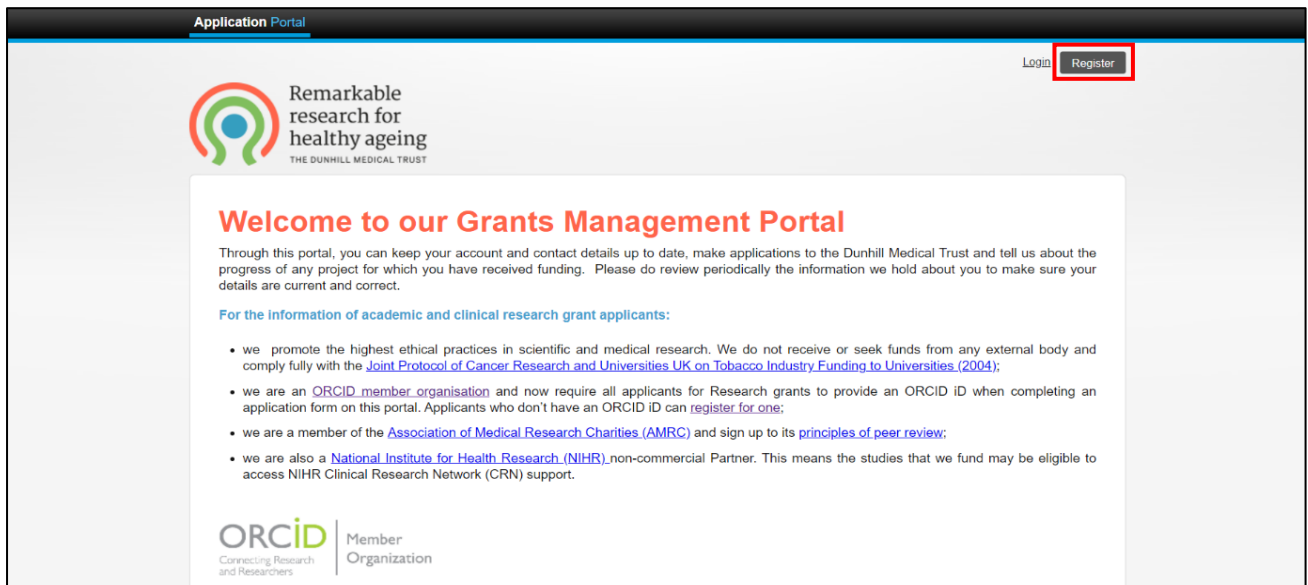 Application Portal
Login Register
Remarkable
research for
healthy ageing
THE DUNHILL MEDICAL TRUST
Welcome to our Grants Management Portal
Through this portal, you can keep your account and contact details up to date, make applications to the Dunhill Medical Trust and tell us about the
progress of any project for which you have received funding. Please do review periodically the information we hold about you to make sure your
details are current and correct.
For the information of academic and clinical research grant applicants:
• we promote the highest ethical practices in scientific and medical research. We do not receive or seek funds from any external body and
comply fully with the Joint Protocol of Cancer Research and Universities UK on Tobacco Industry Funding to Universities (2004);
• we are an ORCID member organisation and now require all applicants for Research grants to provide an ORCID iD when completing an
application form on this portal. Applicants who don't have an ORCID iD can register for one;
• we are a member of the Association of Medical Research Charities (AMRC) and sign up to its principles of peer review;
• we are also a National Institute for Health Research (NIHR) non-commercial Partner. This means the studies that we fund may be eligible to
access NIHR Clinical Research Network (CRN) support.
ORCID
Connecting Research
and Researchers
Member
Organization